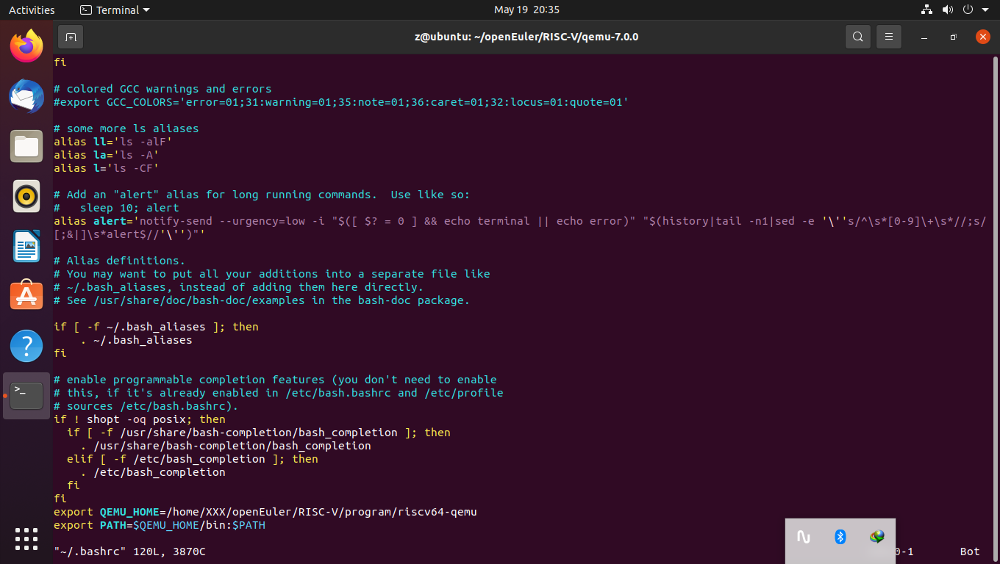 Activities
Terminal
May 19 20:35
z@ubuntu: ~/openEuler/RISC-V/qemu-7.0.0
fi
# colored GCC warnings and errors
#export GCC_COLORS='error=01;31:warning=01;35:note=01;36:caret=01;32:locus=01:quote=01'
# some more ls aliases
alias ll='ls -alF'
alias la='ls -A'
alias l='ls -CF'
# Add an "alert" alias for long running commands.  Use like so:
#   sleep 10; alert
alias alert='notify-send --urgency=low -i "$([ $? = 0 ] && echo terminal || echo error)" "$(history|tail -n1|sed -e '\''s/^\s*[0-9]\+\s*//;s/
[;&|]\s*alert$//'\'')"'
# Alias definitions.
# You may want to put all your additions into a separate file like
# ~/.bash_aliases, instead of adding them here directly.
# See /usr/share/doc/bash-doc/examples in the bash-doc package.
if [ -f ~/.bash_aliases ]; then
    . ~/.bash_aliases
fi
# enable programmable completion features (you don't need to enable
# this, if it's already enabled in /etc/bash.bashrc and /etc/profile
# sources /etc/bash.bashrc).
if ! shopt -oq posix; then
  if [ -f /usr/share/bash-completion/bash_completion ]; then
    . /usr/share/bash-completion/bash_completion
  elif [ -f /etc/bash_completion ]; then
    . /etc/bash_completion
  fi
fi
export QEMU_HOME=/home/XXX/openEuler/RISC-V/program/riscv64-qemu
export PATH=$QEMU_HOME/bin:$PATH
"~/.bashrc" 120L, 3870C
0-1
Bot